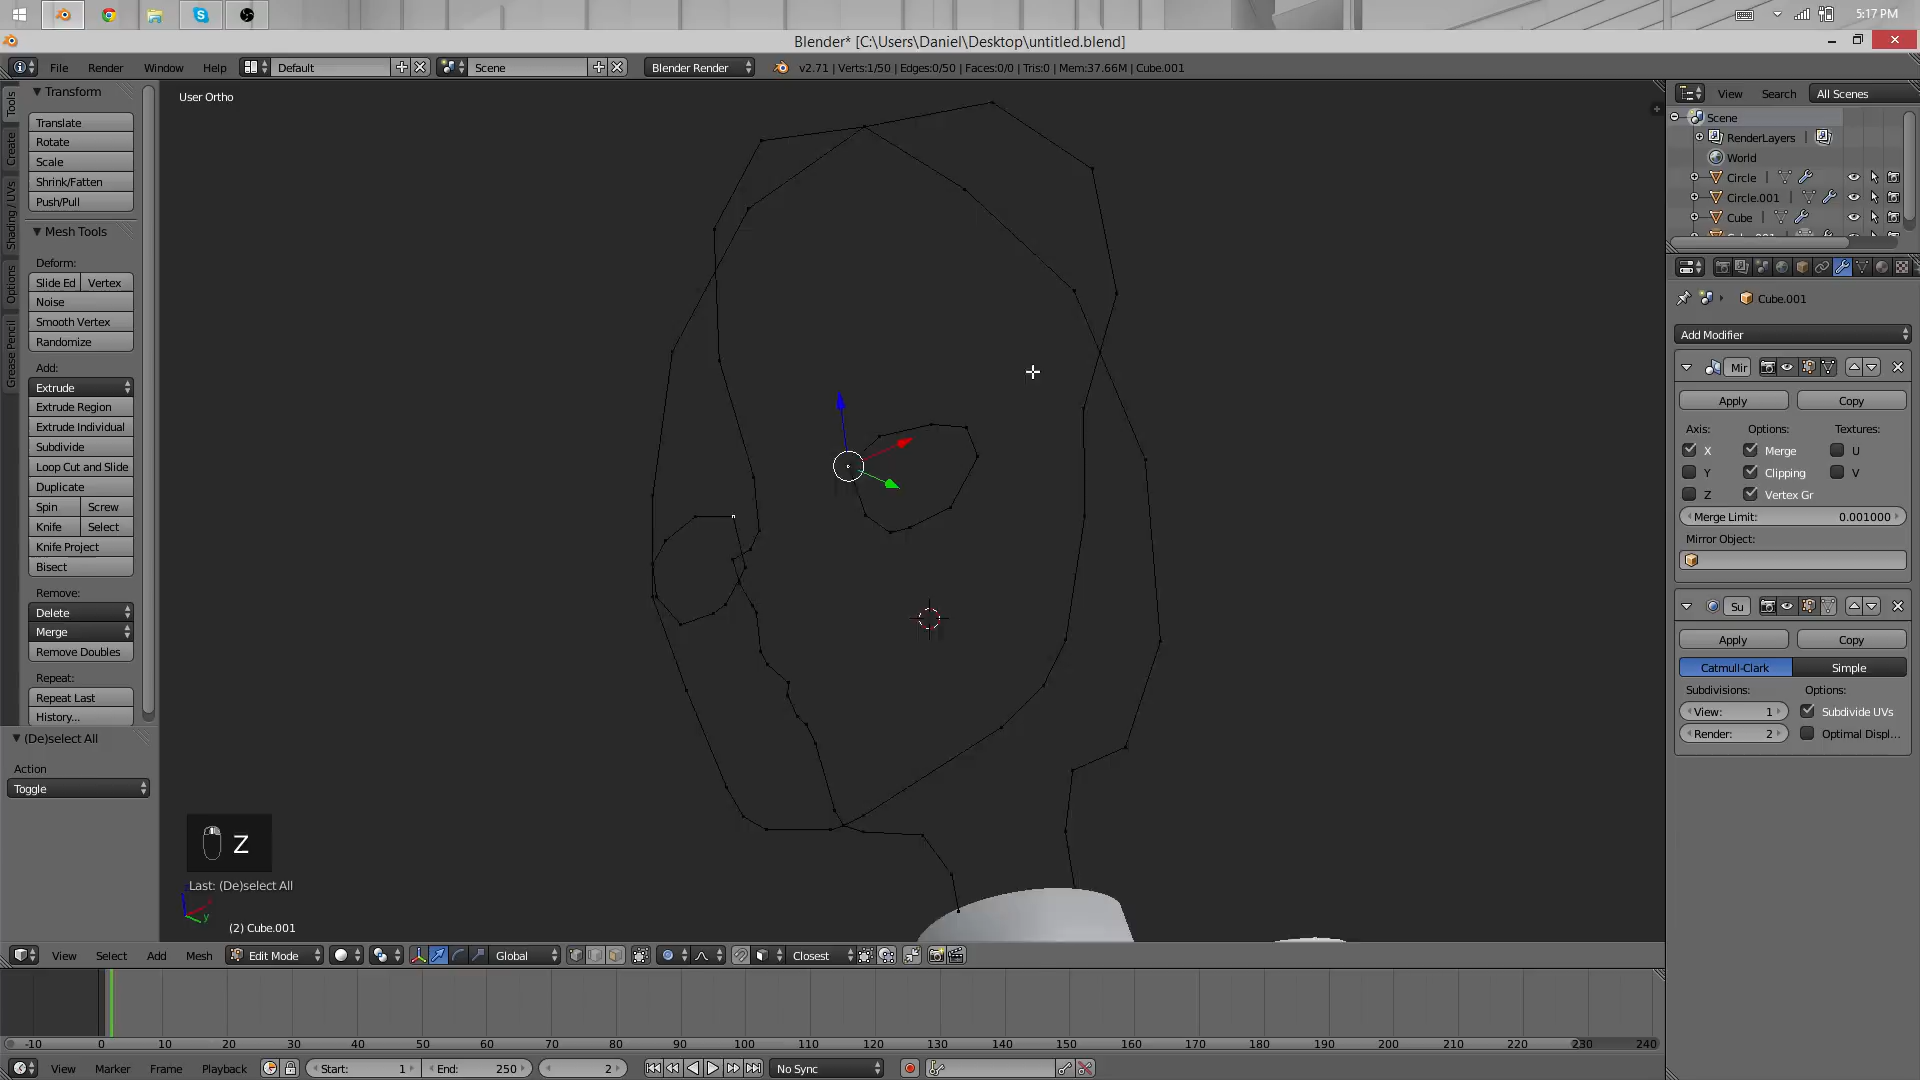 5:17 PM
Blender* [C:\Users\Daniel\Desktop\untitled.blend]
File Render Window Help Default Scene Blender Render v2.71 | Verts:1/50 | Edges:0/50 | Faces:0/0 | Tris:0 | Mem:37.66M | Cube.001
Tools
Create
Shading / UVs
Options
Grease Pencil
Transform
Translate
Rotate
Scale
Shrink/Fatten
Push/Pull
Mesh Tools
Deform:
Slide Ed Vertex
Noise
Smooth Vertex
Randomize
Add:
Extrude
Extrude Region
Extrude Individual
Subdivide
Loop Cut and Slide
Duplicate
Spin Screw
Knife Select
Knife Project
Bisect
Remove:
Delete
Merge
Remove Doubles
Repeat:
Repeat Last
History...
(De)select All
Action
Toggle
User Ortho
Z
Last: (De)select All
y
(2) Cube.001
View Search All Scenes
Scene
RenderLayers
World
Circle
Circle.001
Cube
Cube.001
Add Modifier
Mir
Apply Copy
Axis: Options: Textures:
X Merge U
Y Clipping V
Z Vertex Gr
Merge Limit: 0.001000
Mirror Object:
Su
Apply Copy
Catmull-Clark Simple
Subdivisions: Options:
View: 1 Subdivide UVs
Render: 2 Optimal Displ...
View Select Add Mesh Edit Mode Global Closest
-10 0 10 20 30 40 50 60 70 80 90 100 110 120 130 140 150 160 170 180 190 200 210 220 230 240
View Marker Frame Playback Start: 1 End: 250 2 No Sync